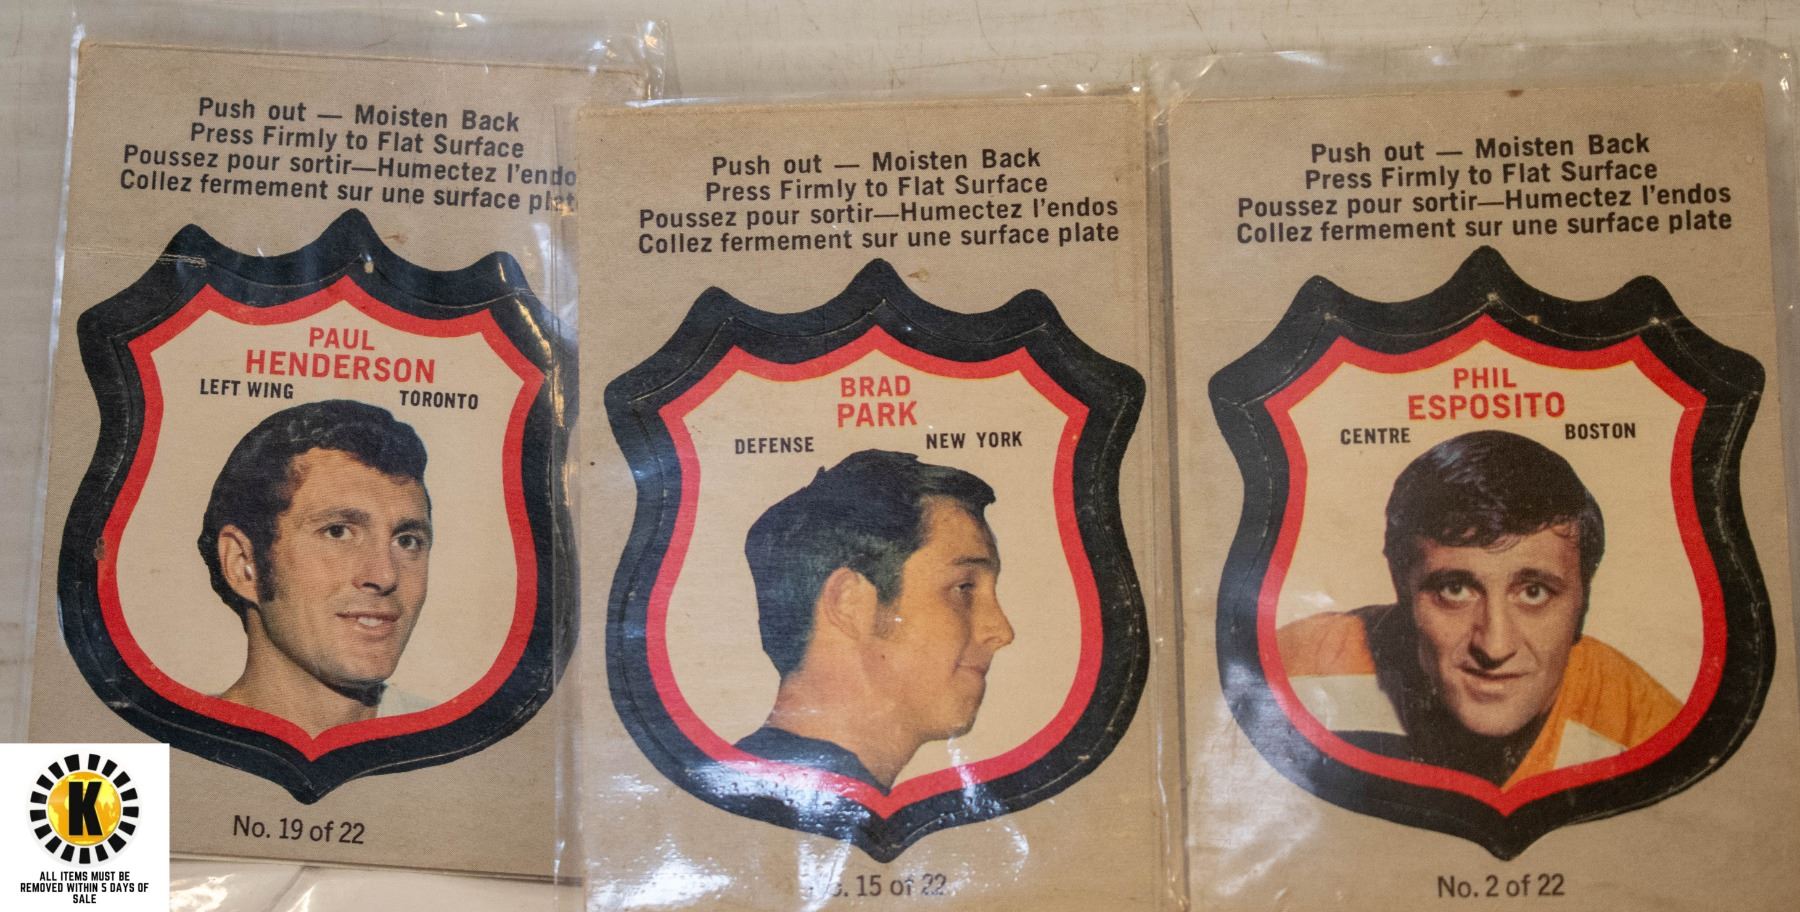 Push out — Moisten Back
Press Firmly to Flat Surface
Poussez pour sortir—Humectez l'endo
Collez fermement sur une surface plat
PAUL
HENDERSON
LEFT WING TORONTO
No. 19 of 22
Push out — Moisten Back
Press Firmly to Flat Surface
Poussez pour sortir—Humectez l'endos
Collez fermement sur une surface plate
BRAD
PARK
DEFENSE NEW YORK
15 of 22
Push out — Moisten Back
Press Firmly to Flat Surface
Poussez pour sortir—Humectez l'endos
Collez fermement sur une surface plate
PHIL
ESPOSITO
CENTRE BOSTON
No. 2 of 22
K
ALL ITEMS MUST BE
REMOVED WITHIN 5 DAYS OF
SALE